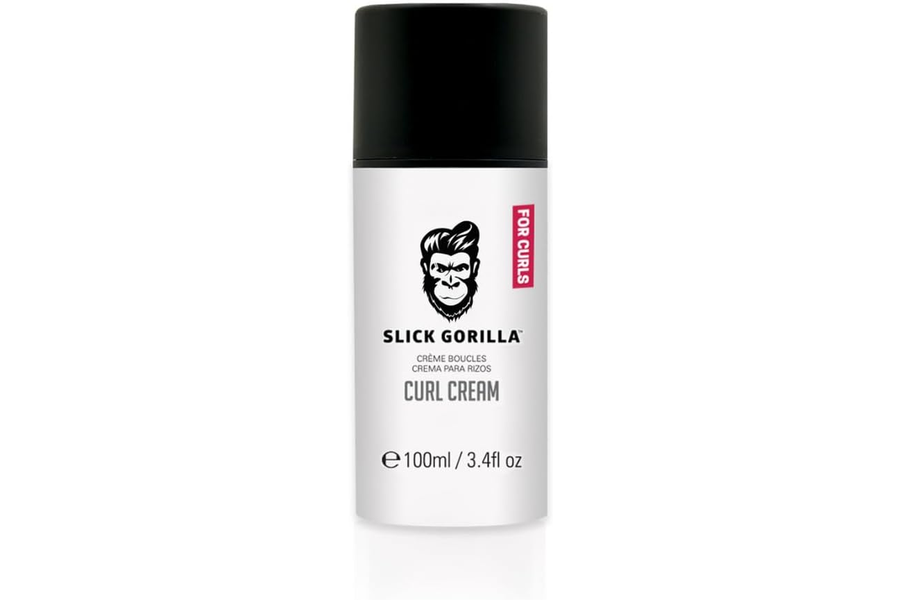 FOR CURLS
SLICK GORILLA™
CRÈME BOUCLES
CREMA PARA RIZOS
CURL CREAM
℮100ml / 3.4fl oz